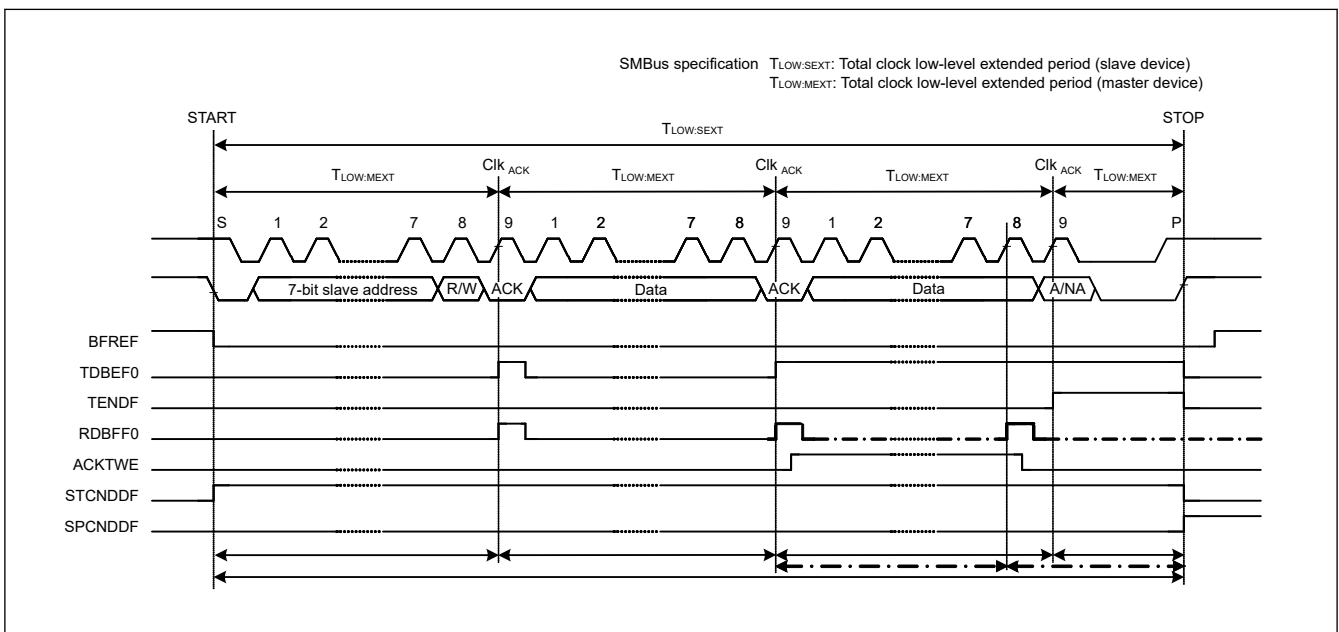 SMBus specification TLOW:SEXT: Total clock low-level extended period (slave device)
TLOW:MEXT: Total clock low-level extended period (master device)
START STOP
TLOW:SEXT
Clk ACK Clk ACK Clk ACK
TLOW:MEXT TLOW:MEXT TLOW:MEXT TLOW:MEXT
S 1 2 7 8 9 1 2 7 8 9 1 2 7 8 9 P
7-bit slave address R/W ACK Data ACK Data A/NA
BFREF
TDBEF0
TENDF
RDBFF0
ACKTWE
STCNDDF
SPCNDDF